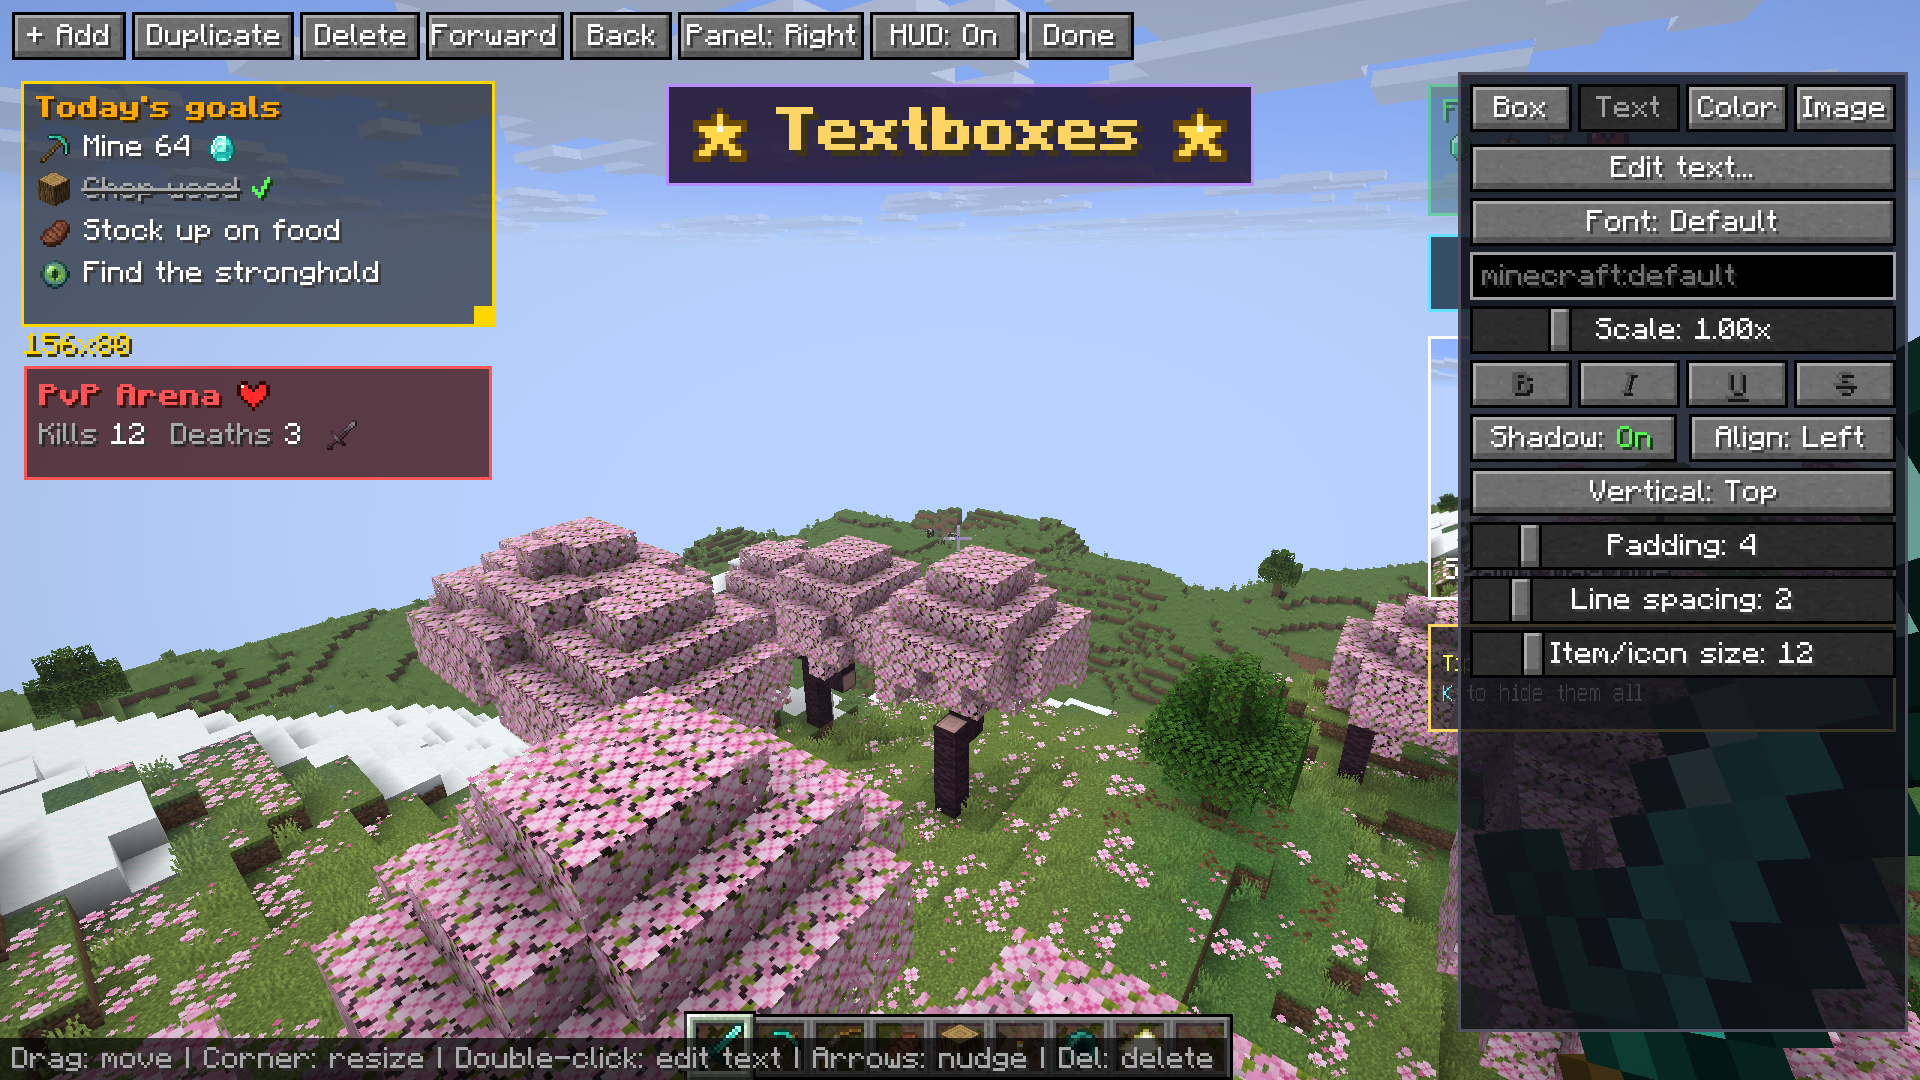 + Add Duplicate Delete Forward Back Panel: Right HUD: On Done
Today's goals
Mine 64
Chop wood ✓
Stock up on food
Find the stronghold
156x80
PvP Arena
Kills 12 Deaths 3
★ Textboxes ★
Box Text Color Image
Edit text...
Font: Default
minecraft:default
Scale: 1.00x
B I U S
Shadow: On Align: Left
Vertical: Top
Padding: 4
Line spacing: 2
Item/icon size: 12
K to hide them all
Drag: move | Corner: resize | Double-click: edit text | Arrows: nudge | Del: delete